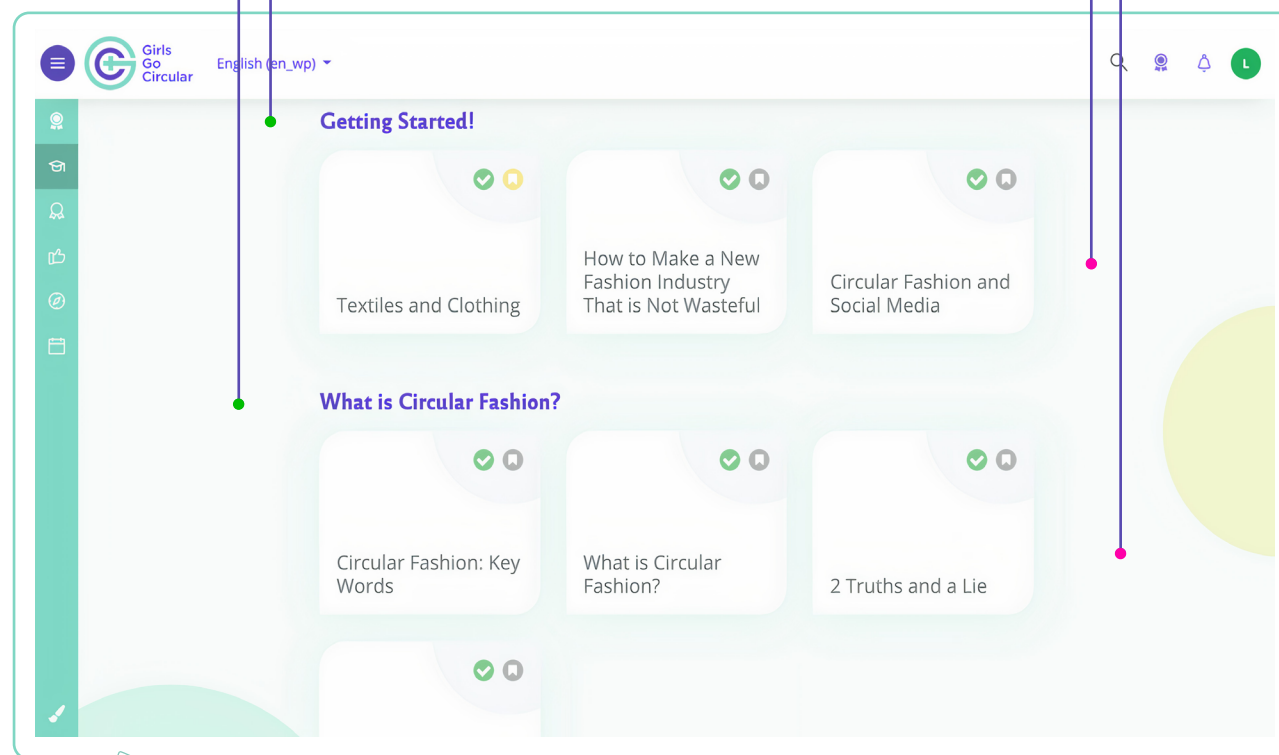 Girls
Go
Circular
English (en_wp)
L
Getting Started!
Textiles and Clothing
How to Make a New
Fashion Industry
That is Not Wasteful
Circular Fashion and
Social Media
What is Circular Fashion?
Circular Fashion: Key
Words
What is Circular
Fashion?
2 Truths and a Lie